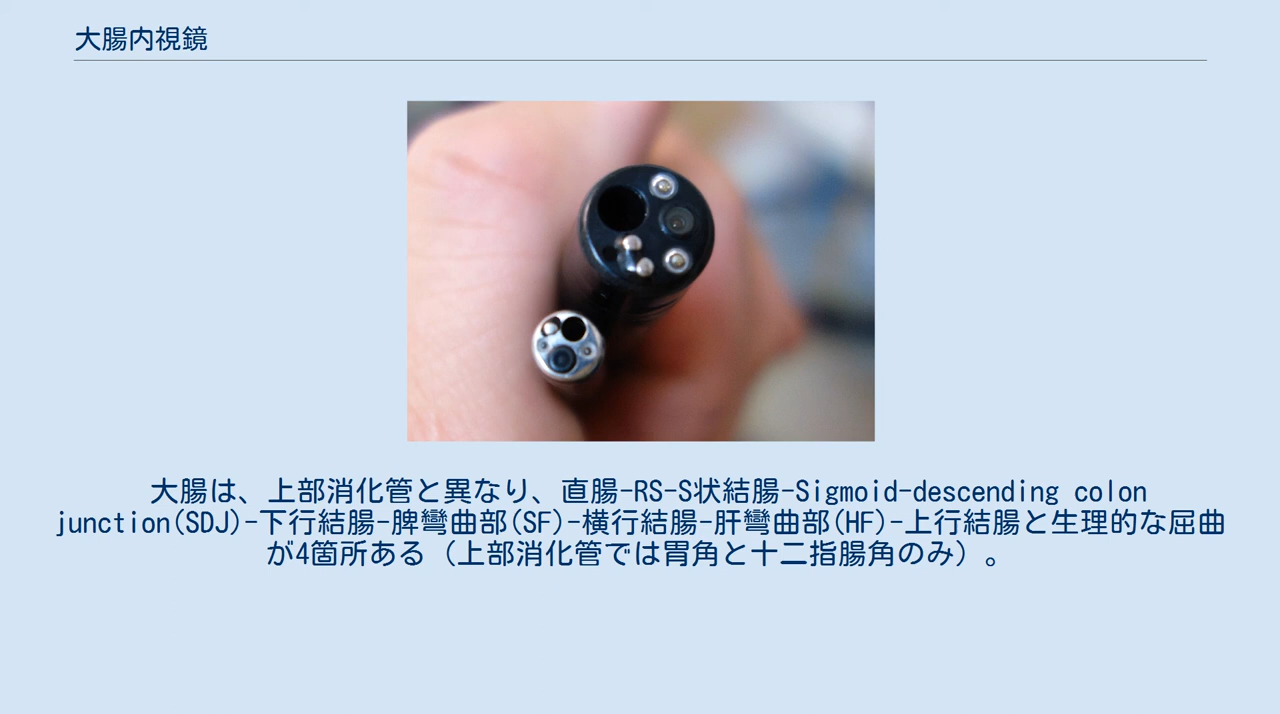 大腸内視鏡
大腸は、上部消化管と異なり、直腸-RS-S状結腸-Sigmoid-descending colon
junction(SDJ)-下行結腸-脾彎曲部(SF)-横行結腸-肝彎曲部(HF)-上行結腸と生理的な屈曲
が4箇所ある（上部消化管では胃角と十二指腸角のみ）。